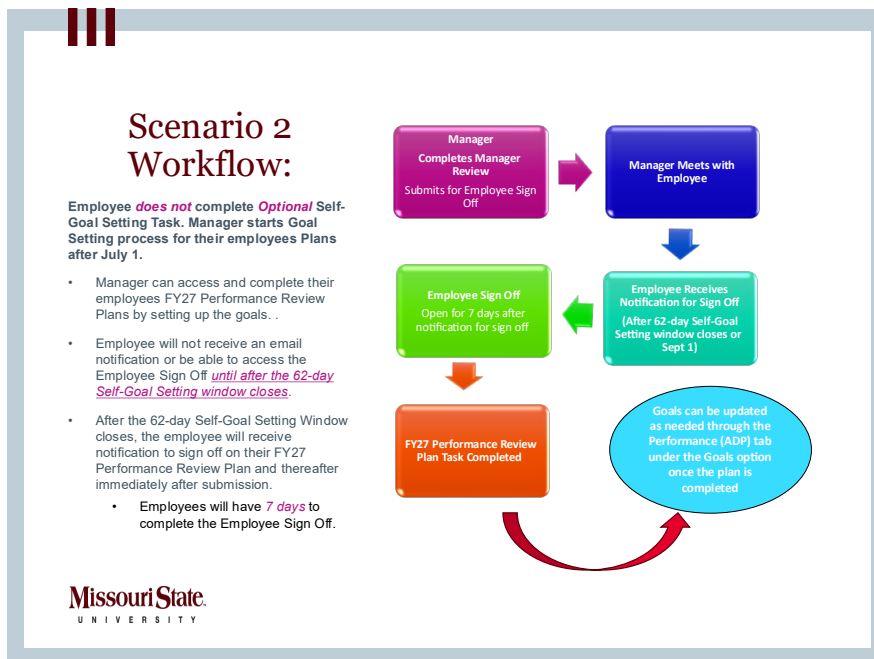 Scenario 2
Workflow:
Employee does not complete Optional Self-
Goal Setting Task. Manager starts Goal
Setting process for their employees Plans
after July 1.
• Manager can access and complete their
employees FY27 Performance Review
Plans by setting up the goals. .
• Employee will not receive an email
notification or be able to access the
Employee Sign Off until after the 62-day
Self-Goal Setting window closes.
• After the 62-day Self-Goal Setting Window
closes, the employee will receive
notification to sign off on their FY27
Performance Review Plan and thereafter
immediately after submission.
• Employees will have 7 days to
complete the Employee Sign Off.
Manager
Completes Manager
Review
Submits for Employee Sign
Off
Manager Meets with
Employee
Employee Receives
Notification for Sign Off
(After 62-day Self-Goal
Setting window closes or
Sept 1)
Employee Sign Off
Open for 7 days after
notification for sign off
FY27 Performance Review
Plan Task Completed
Goals can be updated
as needed through the
Performance (ADP) tab
under the Goals option
once the plan is
completed
Missouri State
UNIVERSITY